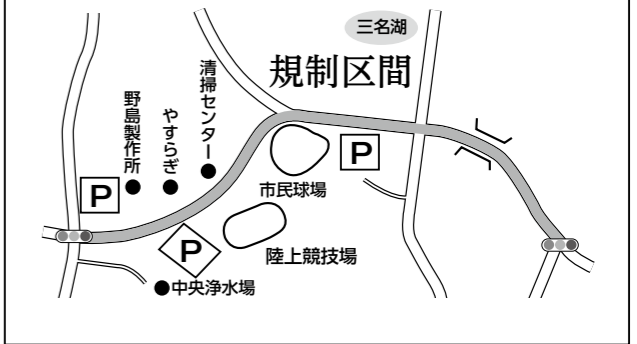 三名湖
規制区間
清掃センター
やすらぎ
野島製作所
P
P
市民球場
P
陸上競技場
中央浄水場